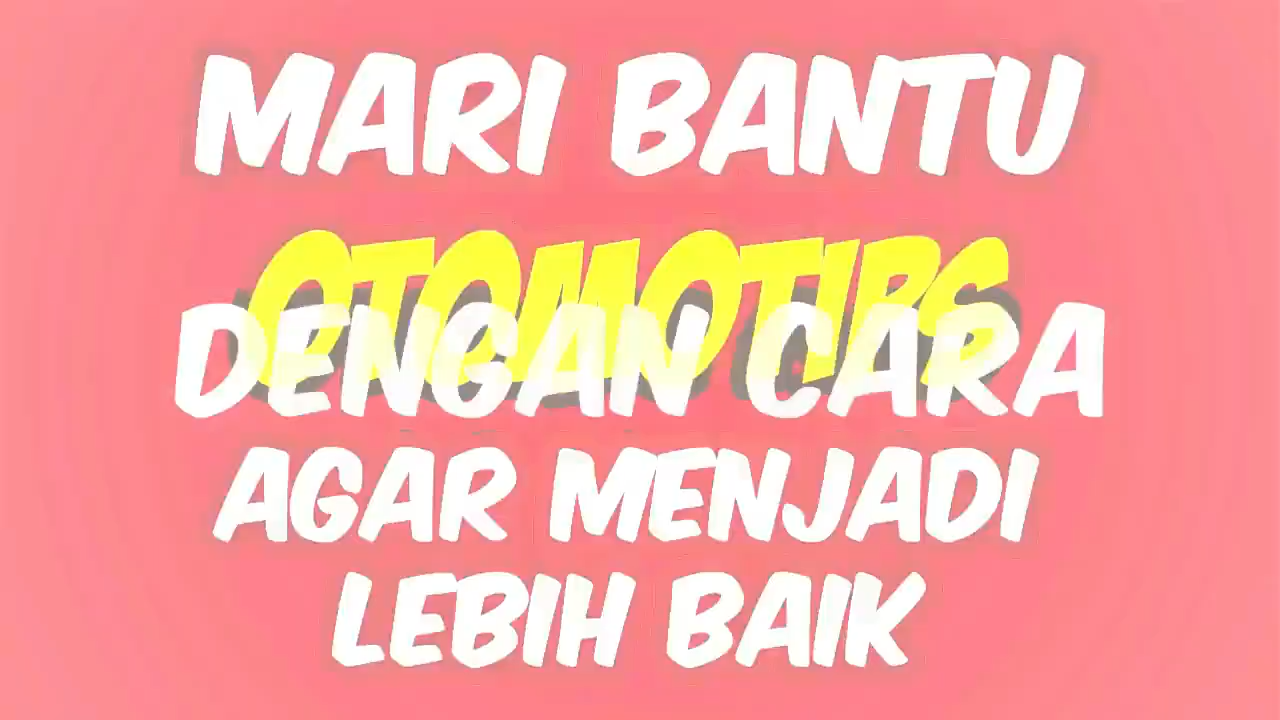 MARI BANTU
OTOMOTIPS
DENGAN CARA
AGAR MENJADI
LEBIH BAIK